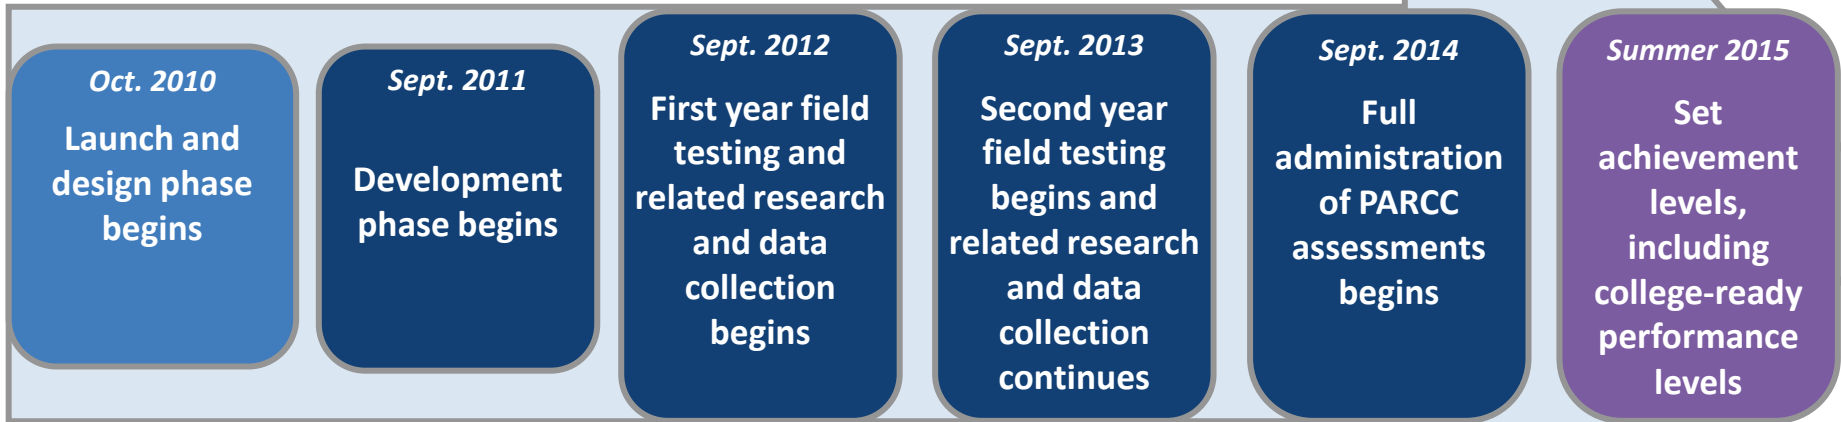 Oct. 2010
Launch and
design phase
begins
Sept. 2011
Development
phase begins
Sept. 2012
First year field
testing and
related research
and data
collection
begins
Sept. 2013
Second year
field testing
begins and
related research
and data
collection
continues
Sept. 2014
Full
administration
of PARCC
assessments
begins
Summer 2015
Set
achievement
levels,
including
college-ready
performance
levels